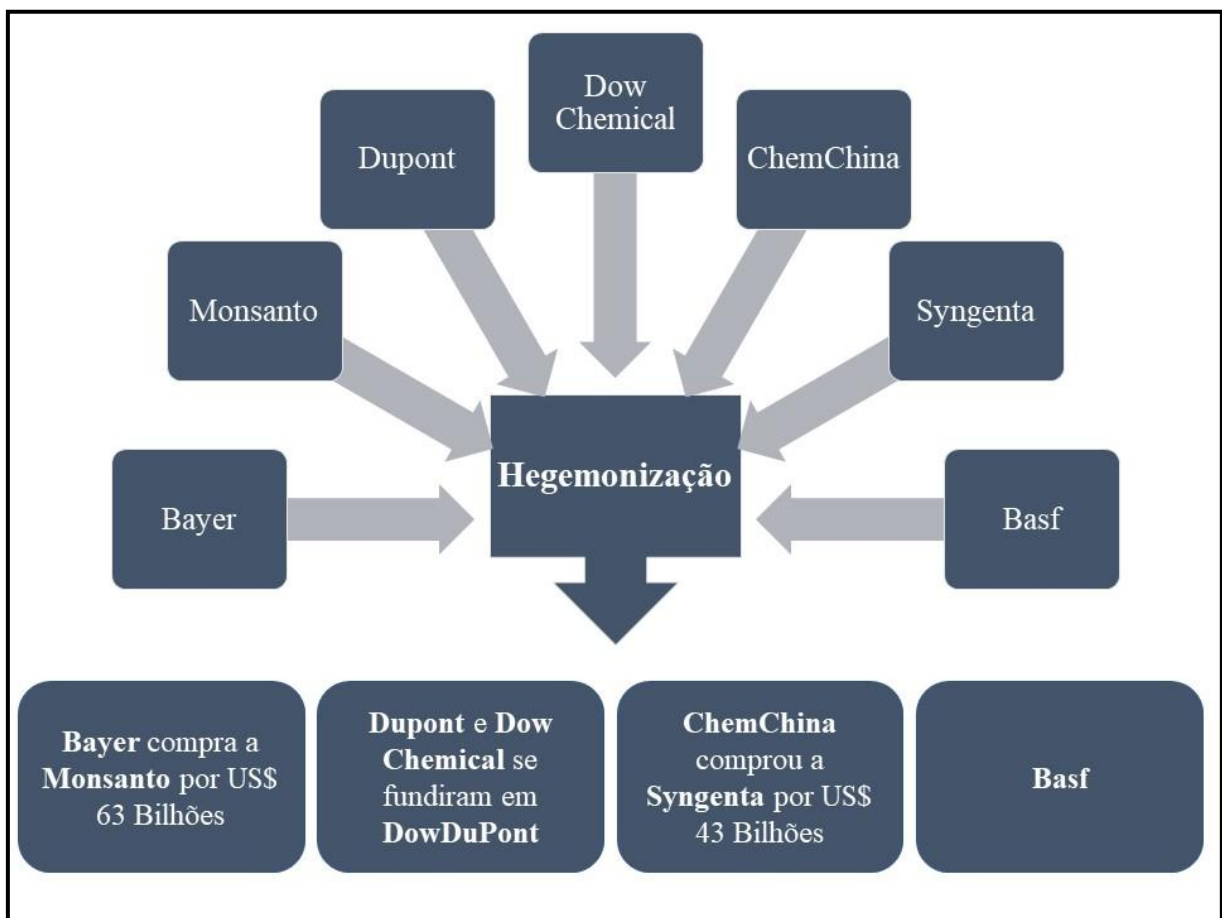 Dow
Chemical
Dupont
ChemChina
Monsanto
Syngenta
Bayer
Hegemonização
Basf
Bayer compra a
Monsanto por US$
63 Bilhões
Dupont e Dow
Chemical se
fundiram em
DowDuPont
ChemChina
comprou a
Syngenta por US$
43 Bilhões
Basf